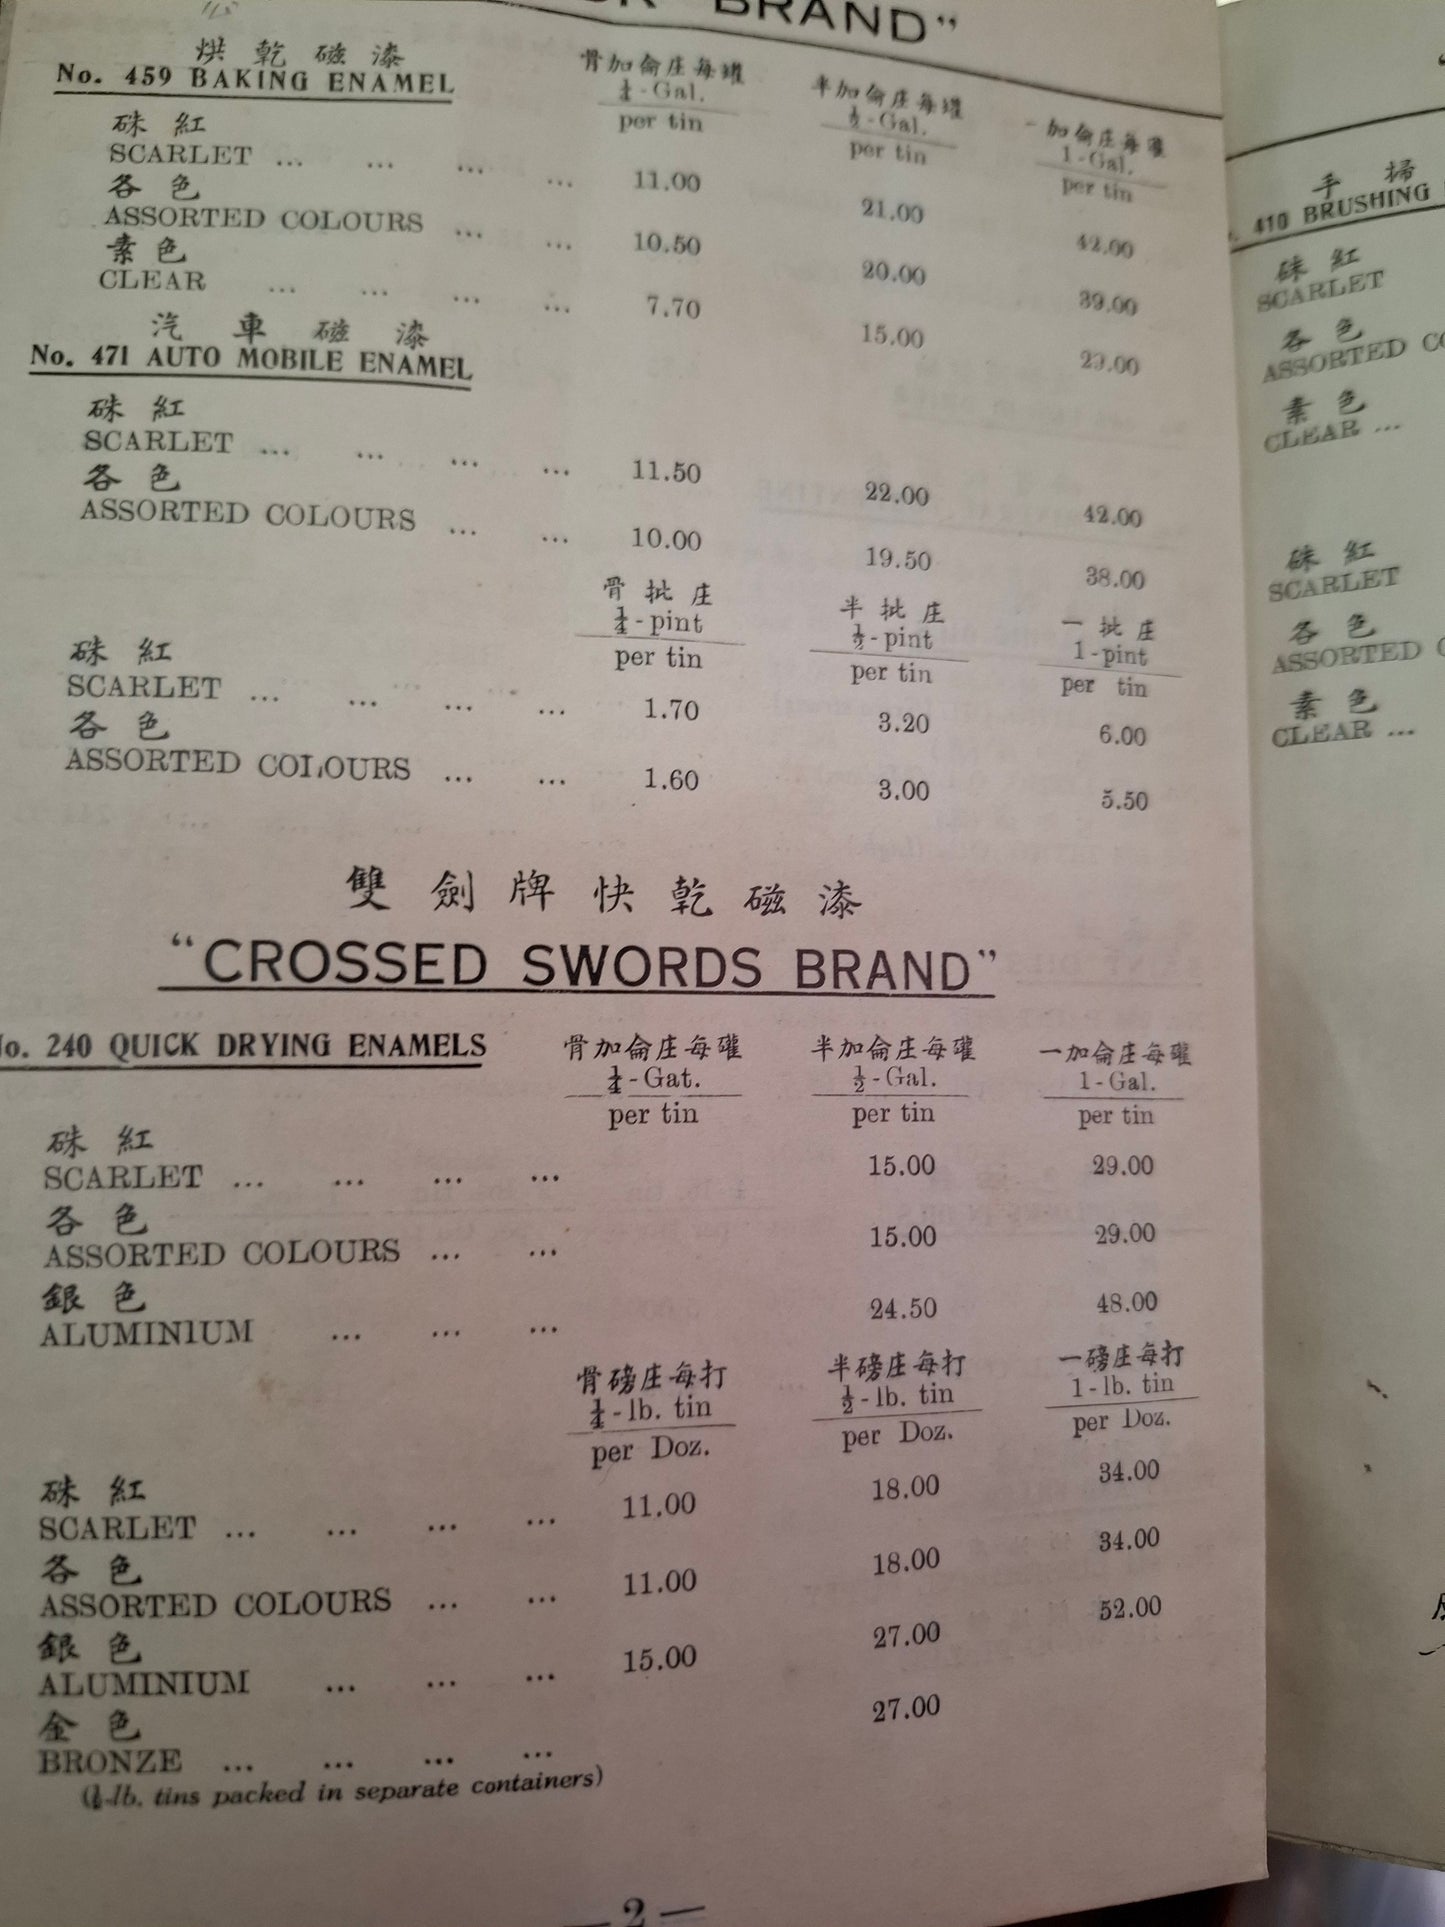 BRAND"
烘乾磁漆
No. 459 BAKING ENAMEL
骨加侖庄每罐 半加侖庄每罐 一加侖庄每罐
¼-Gal. ½-Gal. 1-Gal.
per tin per tin per tin
硃紅
SCARLET ... ... ... ... 11.00 21.00 42.00
各色
ASSORTED COLOURS ... ... 10.50 20.00 39.00
素色
CLEAR ... ... ... ... 7.70 15.00 29.00
汽車磁漆
No. 471 AUTO MOBILE ENAMEL
硃紅
SCARLET ... ... ... ... 11.50 22.00 42.00
各色
ASSORTED COLOURS ... ... 10.00 19.50 38.00
骨批庄 半批庄 一批庄
¼-pint ½-pint 1-pint
per tin per tin per tin
硃紅
SCARLET ... ... ... ... 1.70 3.20 6.00
各色
ASSORTED COLOURS ... ... 1.60 3.00 5.50
雙劍牌快乾磁漆
"CROSSED SWORDS BRAND"
No. 240 QUICK DRYING ENAMELS
骨加侖庄每罐 半加侖庄每罐 一加侖庄每罐
¼-Gat. ½-Gal. 1-Gal.
per tin per tin per tin
硃紅
SCARLET ... ... ... ... 15.00 29.00
各色
ASSORTED COLOURS ... ... 15.00 29.00
銀色
ALUMINIUM ... ... ... 24.50 48.00
骨磅庄每打 半磅庄每打 一磅庄每打
¼-lb. tin ½-lb. tin 1-lb. tin
per Doz. per Doz. per Doz.
硃紅
SCARLET ... ... ... ... 11.00 18.00 34.00
各色
ASSORTED COLOURS ... ... 11.00 18.00 34.00
銀色
ALUMINIUM ... ... ... 15.00 27.00 52.00
金色
BRONZE ... ... ... ... 27.00
(¼-lb. tins packed in separate containers)
— 2 —
手掃
410 BRUSHING
硃紅
SCARLET
各色
ASSORTED
素色
CLEAR ...
硃紅
SCARLET
各色
ASSORTED
素色
CLEAR ...